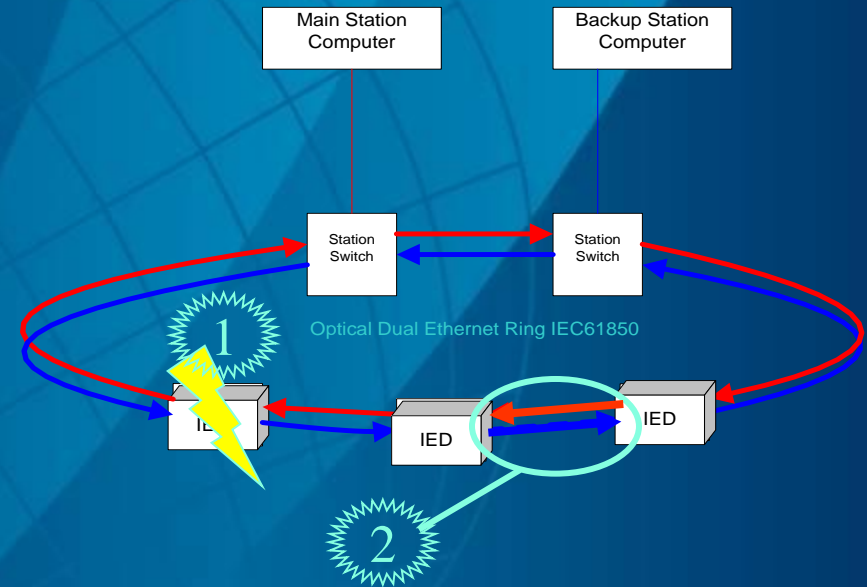 Main Station
Computer
Backup Station
Computer
Station
Switch
Station
Switch
Optical Dual Ethernet Ring IEC61850
1
IED
IED
2